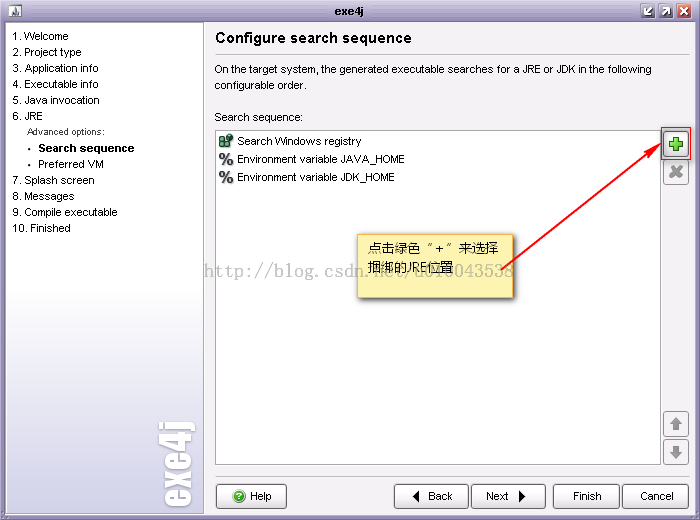 exe4j
1. Welcome
2. Project type
3. Application info
4. Executable info
5. Java invocation
6. JRE
Advanced options:
• Search sequence
• Preferred VM
7. Splash screen
8. Messages
9. Compile executable
10. Finished
exe4j
Configure search sequence
On the target system, the generated executable searches for a JRE or JDK in the following
configurable order.
Search sequence:
Search Windows registry
Environment variable JAVA_HOME
Environment variable JDK_HOME
点击绿色“+”来选择
捆绑的JRE位置
http://blog.csdn.net/u010043538
Help
Back
Next
Finish
Cancel